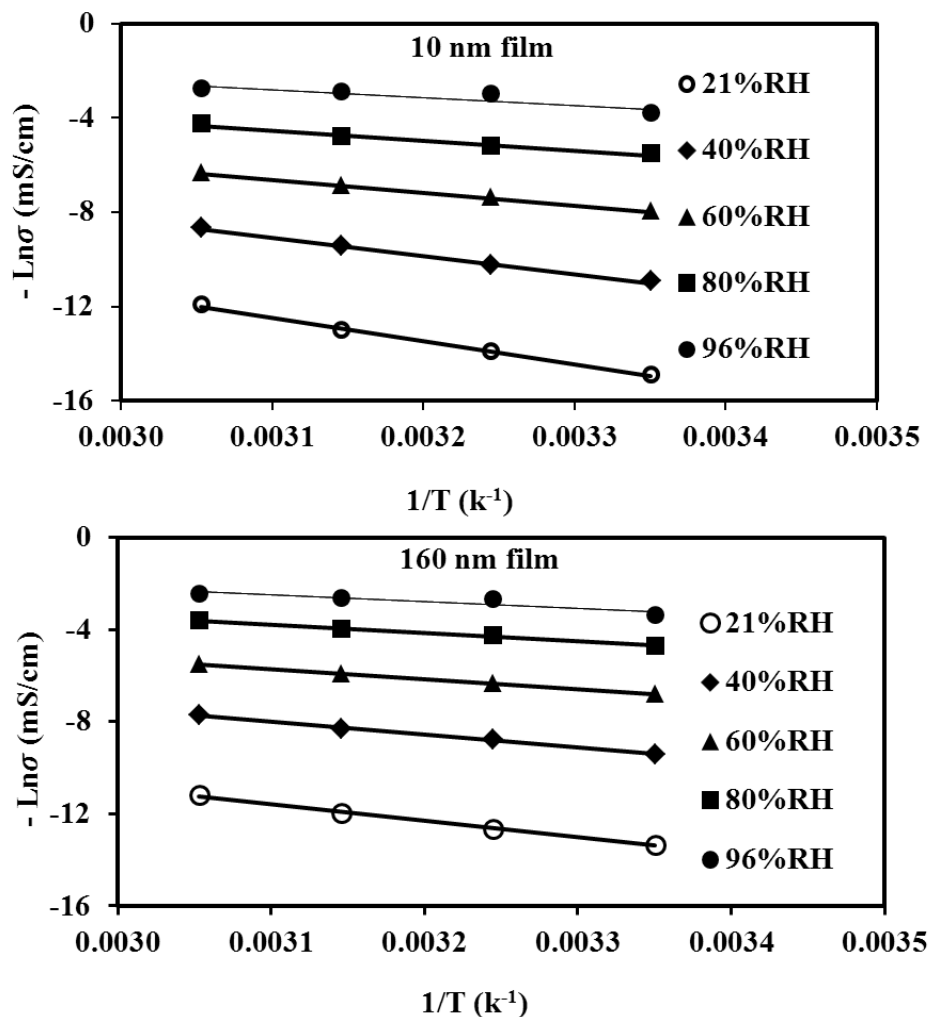 0
10 nm film
21%RH
-4
40%RH
- Lnσ (mS/cm)
60%RH
-8
80%RH
-12
96%RH
-16
0.0030 0.0031 0.0032 0.0033 0.0034 0.0035
1/T (k⁻¹)
0
160 nm film
21%RH
-4
40%RH
- Lnσ (mS/cm)
-8
60%RH
80%RH
-12
96%RH
-16
0.0030 0.0031 0.0032 0.0033 0.0034 0.0035
1/T (k⁻¹)